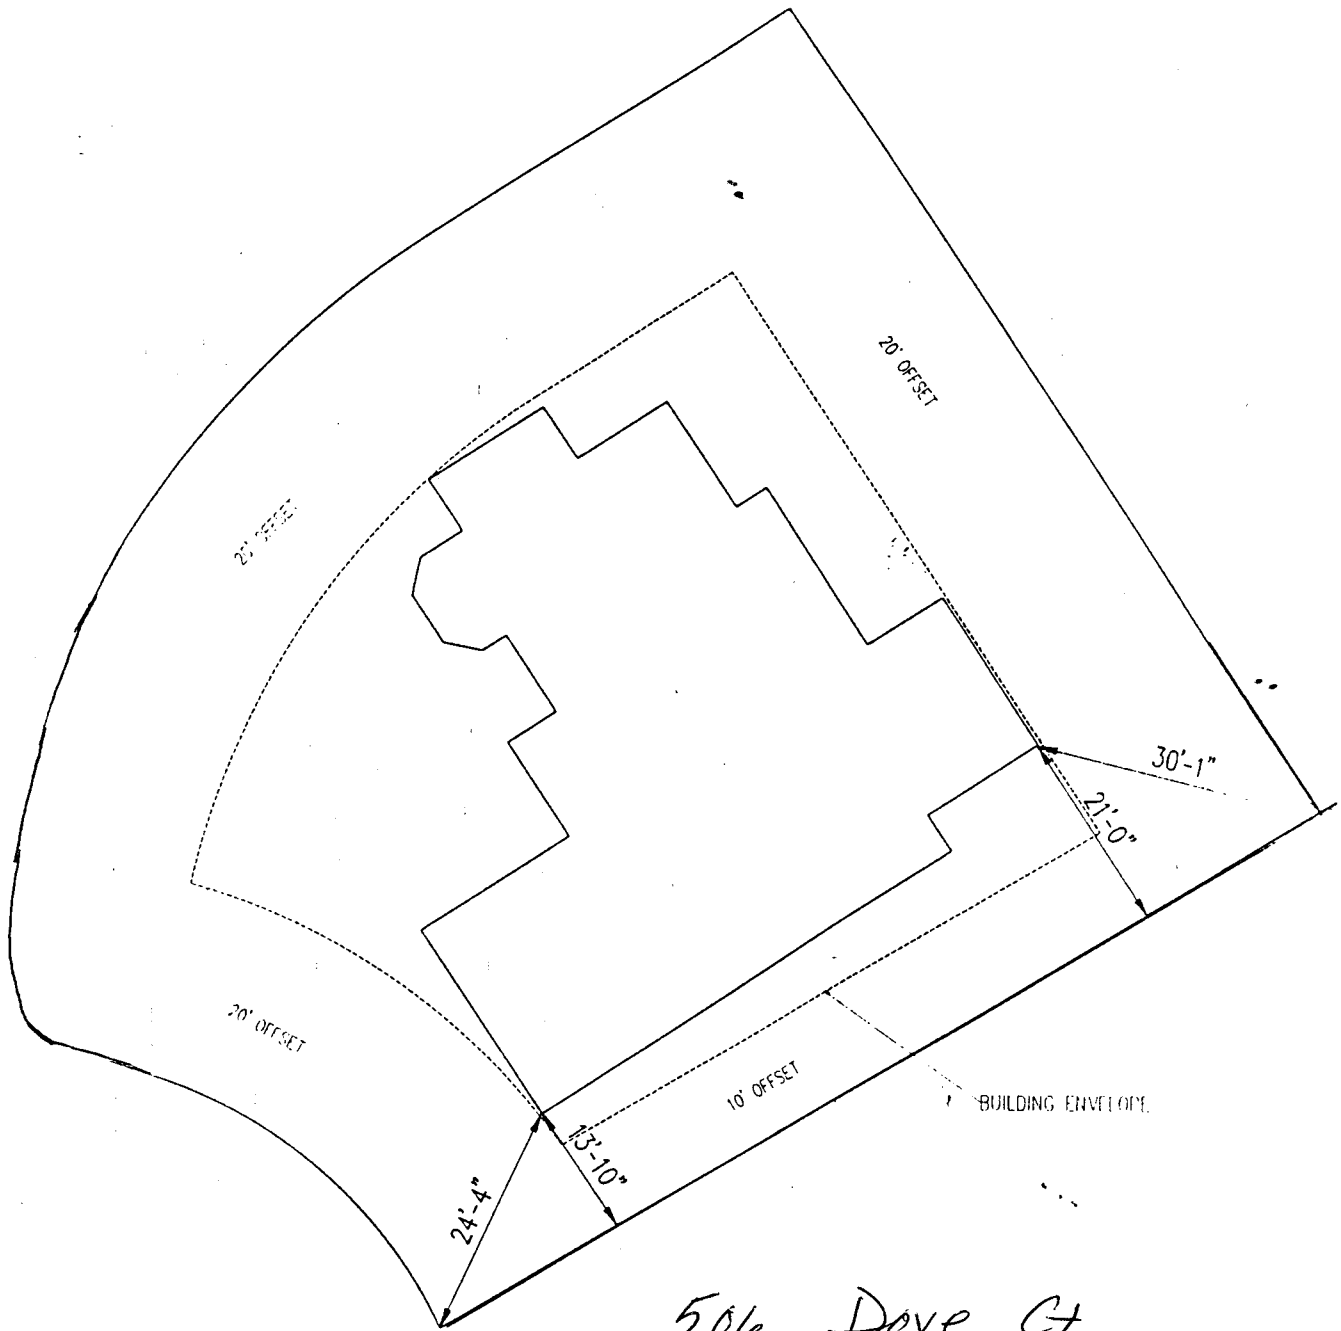 20' OFFSET
20' OFFSET
30'-1"
21'-0"
20' OFFSET
10' OFFSET
BUILDING ENVELOPE
13'-10"
24'-4"
506 Dove Ct